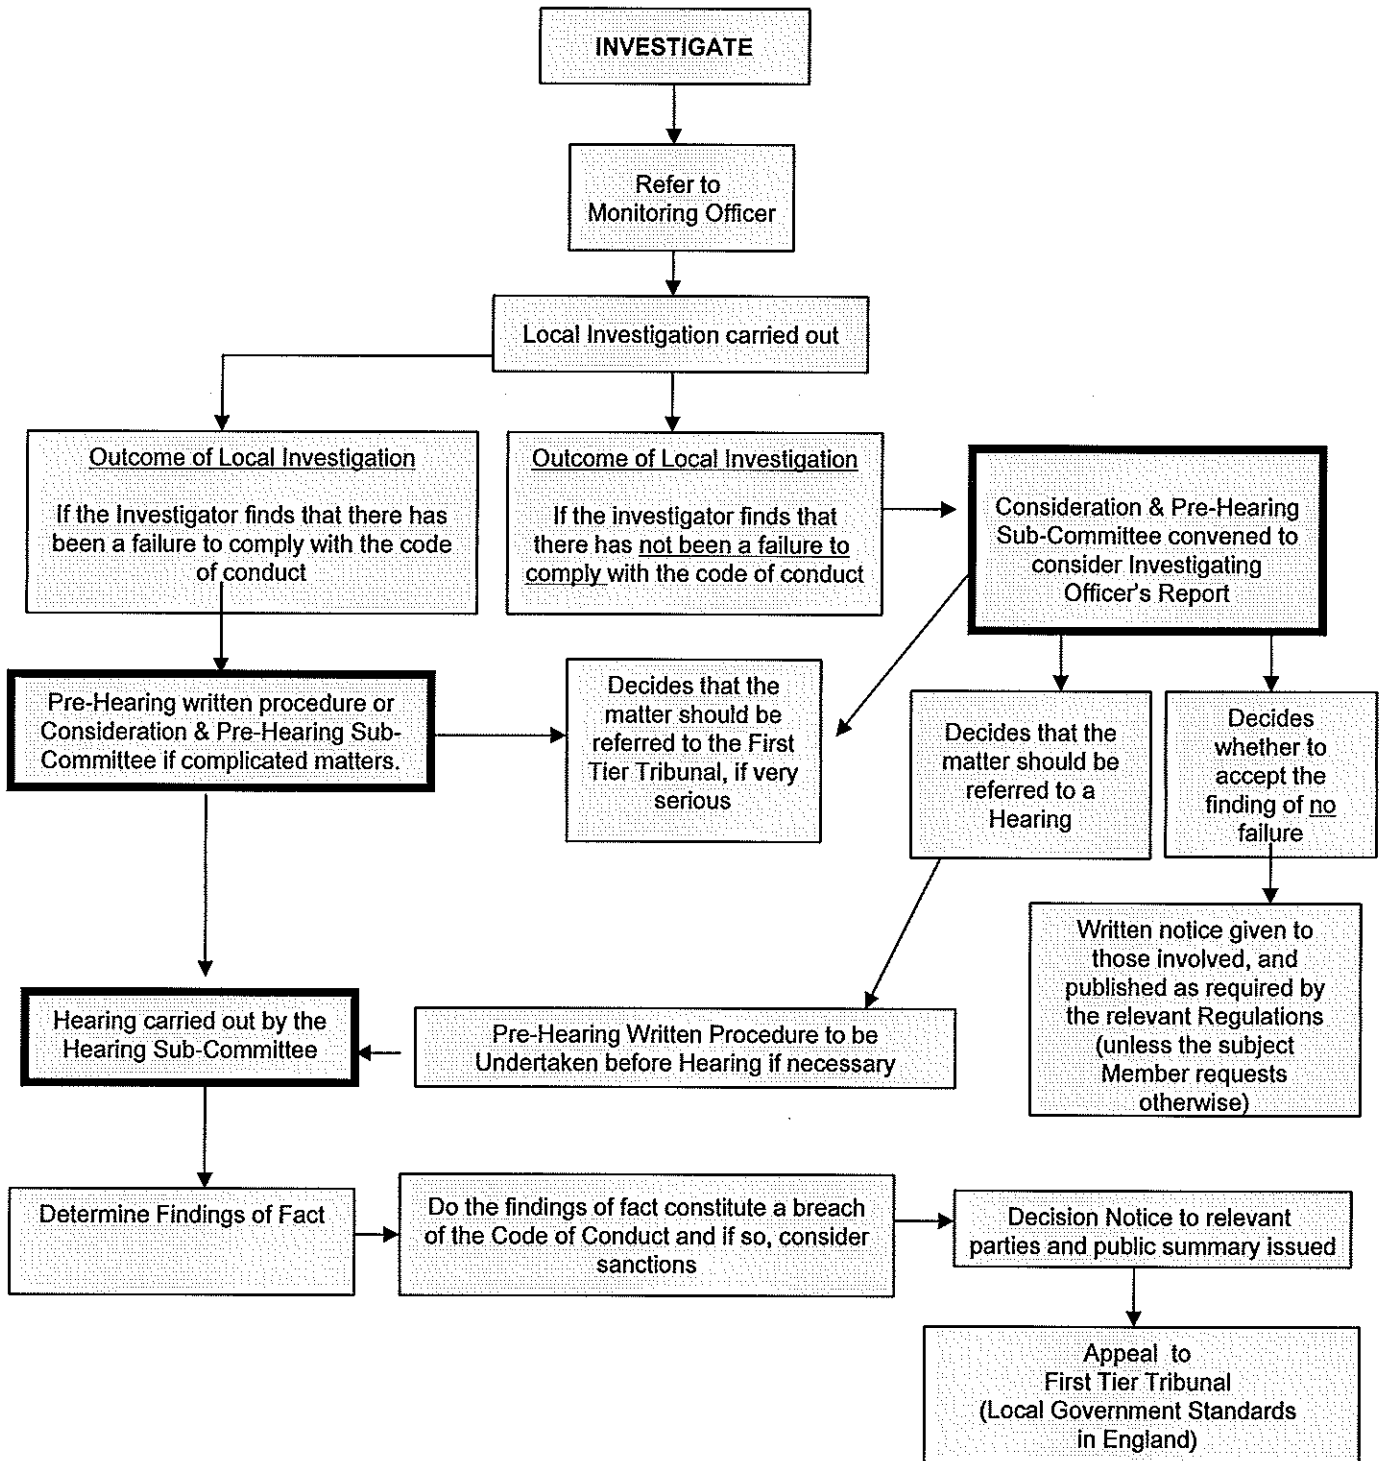 INVESTIGATE
Refer to
Monitoring Officer
Local Investigation carried out
Outcome of Local Investigation
If the Investigator finds that there has
been a failure to comply with the code
of conduct
Outcome of Local Investigation
If the investigator finds that
there has not been a failure to
comply with the code of conduct
Consideration & Pre-Hearing
Sub-Committee convened to
consider Investigating
Officer's Report
Pre-Hearing written procedure or
Consideration & Pre-Hearing Sub-
Committee if complicated matters.
Decides that the
matter should be
referred to the First
Tier Tribunal, if very
serious
Decides that the
matter should be
referred to a
Hearing
Decides
whether to
accept the
finding of no
failure
Written notice given to
those involved, and
published as required by
the relevant Regulations
(unless the subject
Member requests
otherwise)
Hearing carried out by the
Hearing Sub-Committee
Pre-Hearing Written Procedure to be
Undertaken before Hearing if necessary
Determine Findings of Fact
Do the findings of fact constitute a breach
of the Code of Conduct and if so, consider
sanctions
Decision Notice to relevant
parties and public summary issued
Appeal to
First Tier Tribunal
(Local Government Standards
in England)